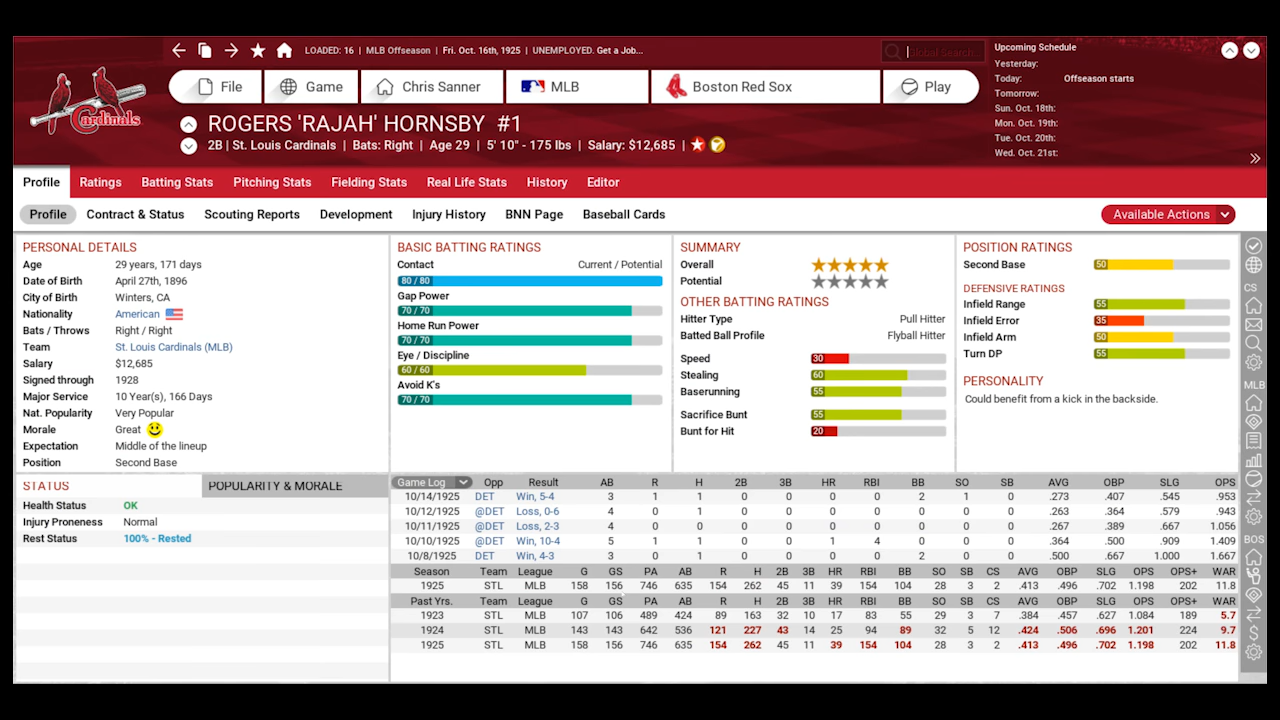 LOADED: 16 | MLB Offseason | Fri. Oct. 16th, 1925 | UNEMPLOYED. Get a Job...
Global Search...
Upcoming Schedule
Yesterday:
Today: Offseason starts
Tomorrow:
Sun. Oct. 18th:
Mon. Oct. 19th:
Tue. Oct. 20th:
Wed. Oct. 21st:
File Game Chris Sanner MLB Boston Red Sox Play
Cardinals
ROGERS 'RAJAH' HORNSBY #1
2B | St. Louis Cardinals | Bats: Right | Age 29 | 5' 10" - 175 lbs | Salary: $12,685 |
Profile Ratings Batting Stats Pitching Stats Fielding Stats Real Life Stats History Editor
Profile Contract & Status Scouting Reports Development Injury History BNN Page Baseball Cards Available Actions
PERSONAL DETAILS
Age 29 years, 171 days
Date of Birth April 27th, 1896
City of Birth Winters, CA
Nationality American
Bats / Throws Right / Right
Team St. Louis Cardinals (MLB)
Salary $12,685
Signed through 1928
Major Service 10 Year(s), 166 Days
Nat. Popularity Very Popular
Morale Great
Expectation Middle of the lineup
Position Second Base
BASIC BATTING RATINGS
Contact Current / Potential
80 / 80
Gap Power
70 / 70
Home Run Power
70 / 70
Eye / Discipline
60 / 60
Avoid K's
70 / 70
SUMMARY
Overall
Potential
OTHER BATTING RATINGS
Hitter Type Pull Hitter
Batted Ball Profile Flyball Hitter
Speed 30
Stealing 60
Baserunning 55
Sacrifice Bunt 55
Bunt for Hit 20
POSITION RATINGS
Second Base 50
DEFENSIVE RATINGS
Infield Range 55
Infield Error 35
Infield Arm 50
Turn DP 55
PERSONALITY
Could benefit from a kick in the backside.
CS
MLB
BOS
STATUS POPULARITY & MORALE
Health Status OK
Injury Proneness Normal
Rest Status 100% - Rested
Game Log Opp Result AB R H 2B 3B HR RBI BB SO SB AVG OBP SLG OPS
10/14/1925 DET Win, 5-4 3 1 1 0 0 0 0 2 1 0 .273 .407 .545 .953
10/12/1925 @DET Loss, 0-6 4 0 1 0 0 0 0 0 0 0 .263 .364 .579 .943
10/11/1925 @DET Loss, 2-3 4 0 0 0 0 0 0 0 0 0 .267 .389 .667 1.056
10/10/1925 @DET Win, 10-4 5 1 1 0 0 1 4 0 0 0 .364 .500 .909 1.409
10/8/1925 DET Win, 4-3 3 0 1 0 0 0 0 2 0 0 .500 .667 1.000 1.667
Season Team League G GS PA AB R H 2B 3B HR RBI BB SO SB CS AVG OBP SLG OPS OPS+ WAR
1925 STL MLB 158 156 746 635 154 262 45 11 39 154 104 28 3 2 .413 .496 .702 1.198 202 11.8
Past Yrs. Team League G GS PA AB R H 2B 3B HR RBI BB SO SB CS AVG OBP SLG OPS OPS+ WAR
1923 STL MLB 107 106 489 424 89 163 32 10 17 83 55 29 3 7 .384 .457 .627 1.084 189 5.7
1924 STL MLB 143 143 642 536 121 227 43 14 25 94 89 32 5 12 .424 .506 .696 1.201 224 9.7
1925 STL MLB 158 156 746 635 154 262 45 11 39 154 104 28 3 2 .413 .496 .702 1.198 202 11.8